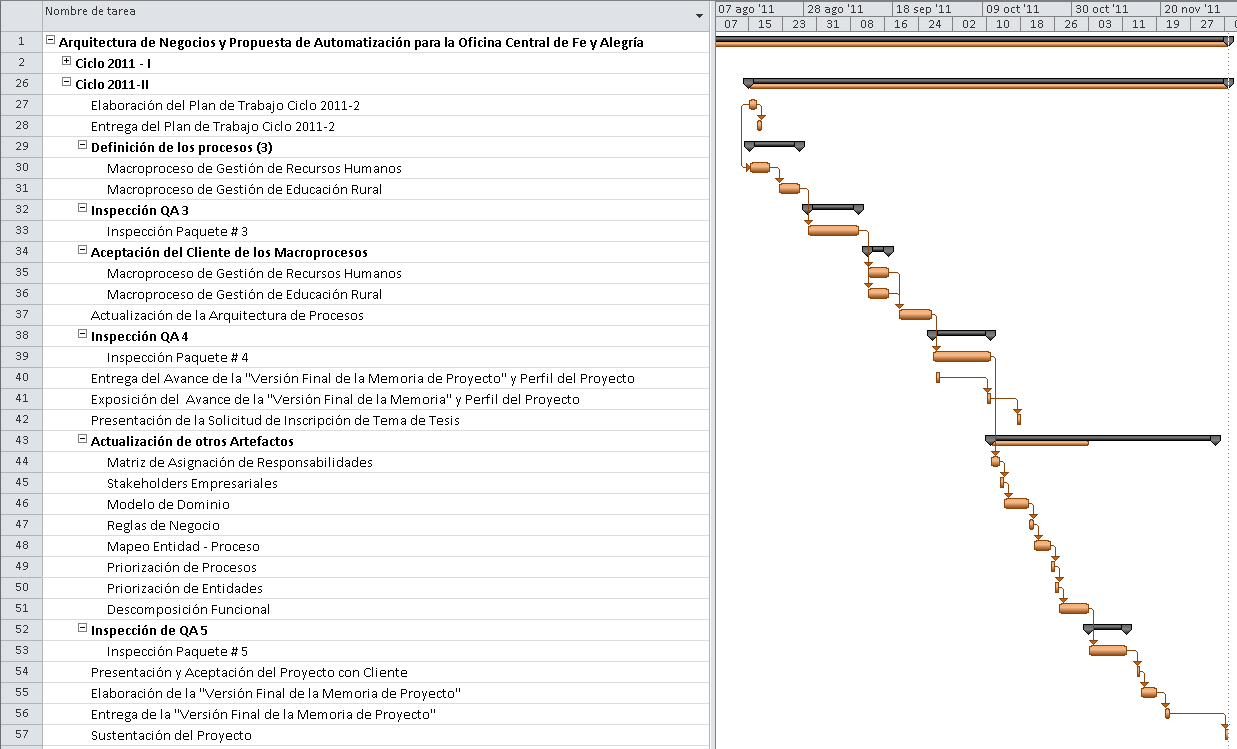 Nombre de tarea
07 ago '11 28 ago '11 18 sep '11 09 oct '11 30 oct '11 20 nov '11
07 15 23 31 08 16 24 02 10 18 26 03 11 19 27
1 Arquitectura de Negocios y Propuesta de Automatización para la Oficina Central de Fe y Alegría
2 Ciclo 2011 - I
26 Ciclo 2011-II
27 Elaboración del Plan de Trabajo Ciclo 2011-2
28 Entrega del Plan de Trabajo Ciclo 2011-2
29 Definición de los procesos (3)
30 Macroproceso de Gestión de Recursos Humanos
31 Macroproceso de Gestión de Educación Rural
32 Inspección QA 3
33 Inspección Paquete # 3
34 Aceptación del Cliente de los Macroprocesos
35 Macroproceso de Gestión de Recursos Humanos
36 Macroproceso de Gestión de Educación Rural
37 Actualización de la Arquitectura de Procesos
38 Inspección QA 4
39 Inspección Paquete # 4
40 Entrega del Avance de la "Versión Final de la Memoria de Proyecto" y Perfil del Proyecto
41 Exposición del Avance de la "Versión Final de la Memoria" y Perfil del Proyecto
42 Presentación de la Solicitud de Inscripción de Tema de Tesis
43 Actualización de otros Artefactos
44 Matriz de Asignación de Responsabilidades
45 Stakeholders Empresariales
46 Modelo de Dominio
47 Reglas de Negocio
48 Mapeo Entidad - Proceso
49 Priorización de Procesos
50 Priorización de Entidades
51 Descomposición Funcional
52 Inspección de QA 5
53 Inspección Paquete # 5
54 Presentación y Aceptación del Proyecto con Cliente
55 Elaboración de la "Versión Final de la Memoria de Proyecto"
56 Entrega de la "Versión Final de la Memoria de Proyecto"
57 Sustentación del Proyecto